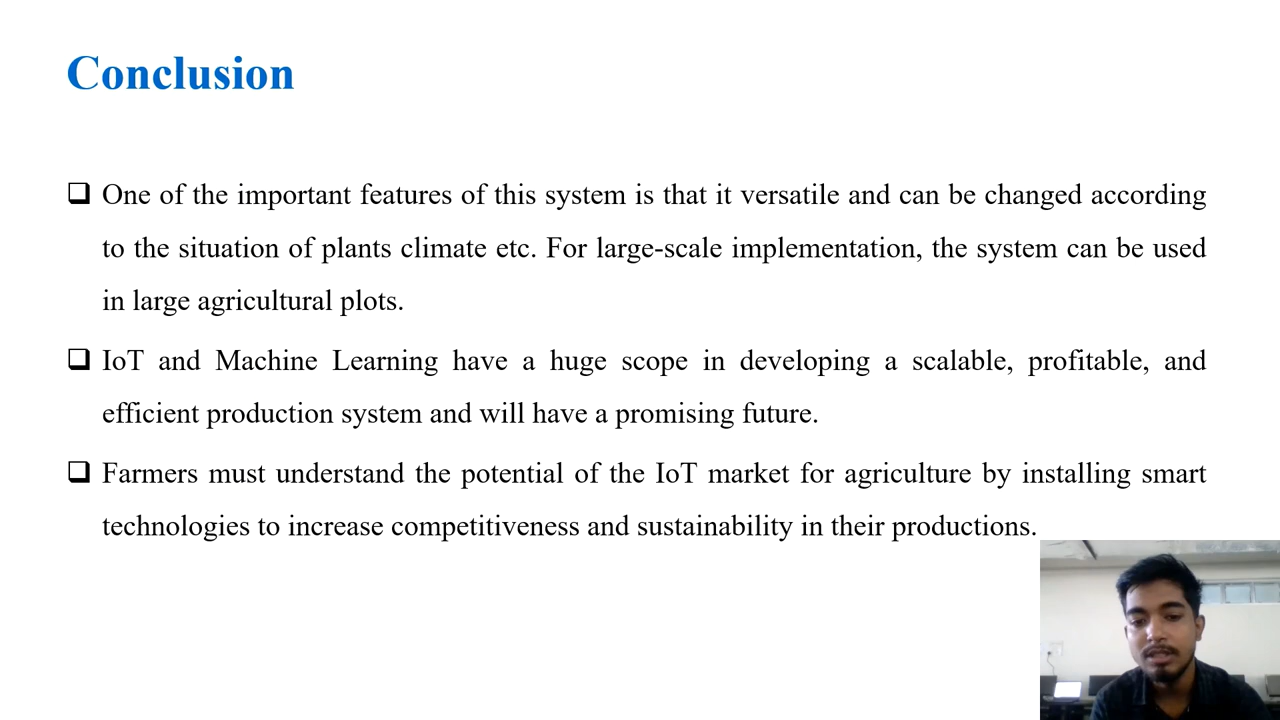 Conclusion
One of the important features of this system is that it versatile and can be changed according
to the situation of plants climate etc. For large-scale implementation, the system can be used
in large agricultural plots.
IoT and Machine Learning have a huge scope in developing a scalable, profitable, and
efficient production system and will have a promising future.
Farmers must understand the potential of the IoT market for agriculture by installing smart
technologies to increase competitiveness and sustainability in their productions.